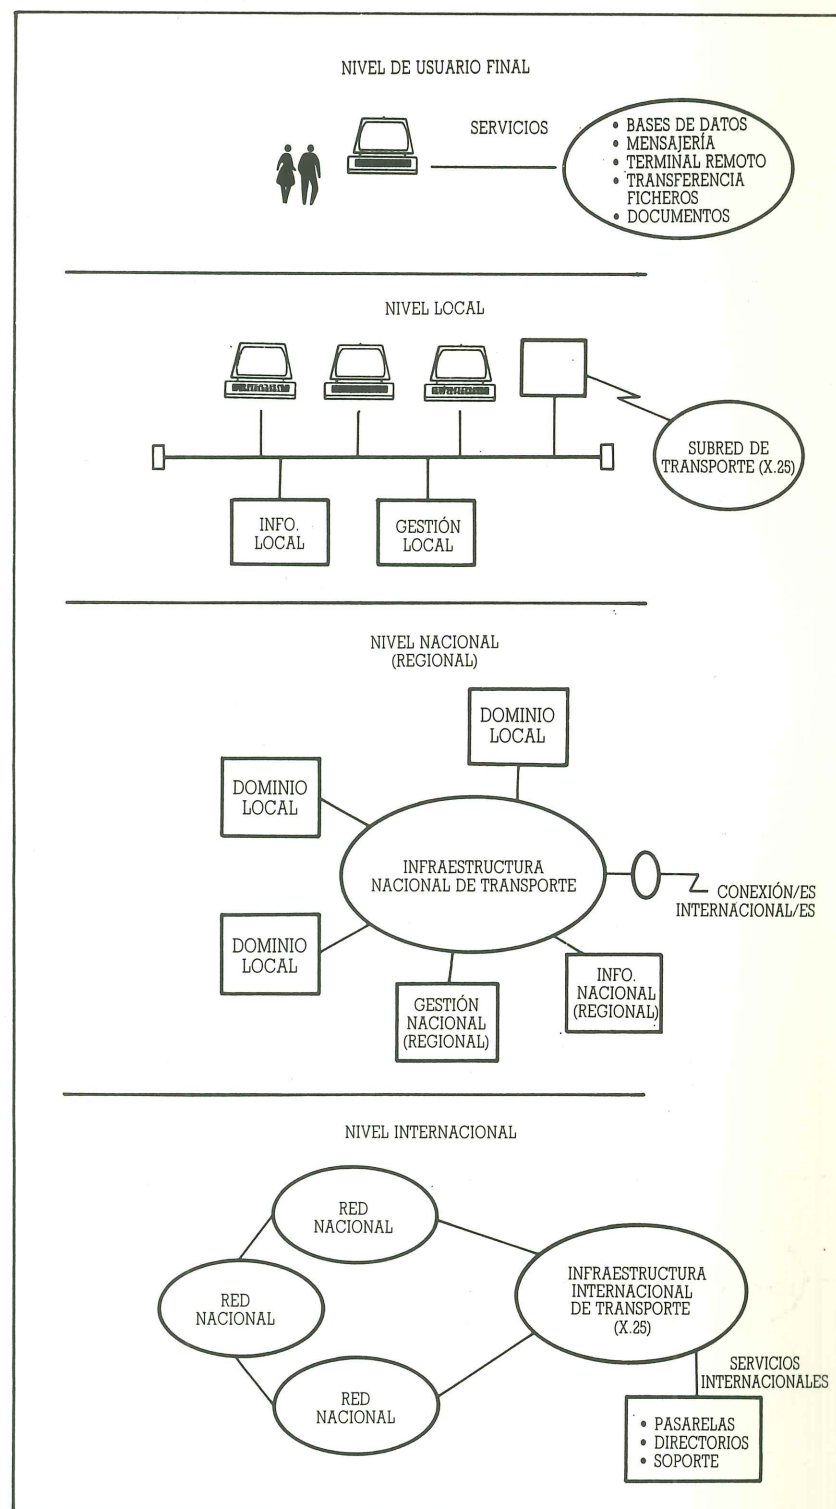 NIVEL DE USUARIO FINAL
SERVICIOS
• BASES DE DATOS
• MENSAJERÍA
• TERMINAL REMOTO
• TRANSFERENCIA
FICHEROS
• DOCUMENTOS
NIVEL LOCAL
SUBRED DE
TRANSPORTE (X.25)
INFO.
LOCAL
GESTIÓN
LOCAL
NIVEL NACIONAL
(REGIONAL)
DOMINIO
LOCAL
DOMINIO
LOCAL
INFRAESTRUCTURA
NACIONAL DE TRANSPORTE
CONEXIÓN/ES
INTERNACIONAL/ES
DOMINIO
LOCAL
GESTIÓN
NACIONAL
(REGIONAL)
INFO.
NACIONAL
(REGIONAL)
NIVEL INTERNACIONAL
RED
NACIONAL
RED
NACIONAL
RED
NACIONAL
INFRAESTRUCTURA
INTERNACIONAL
DE TRANSPORTE
(X.25)
SERVICIOS
INTERNACIONALES
• PASARELAS
• DIRECTORIOS
• SOPORTE